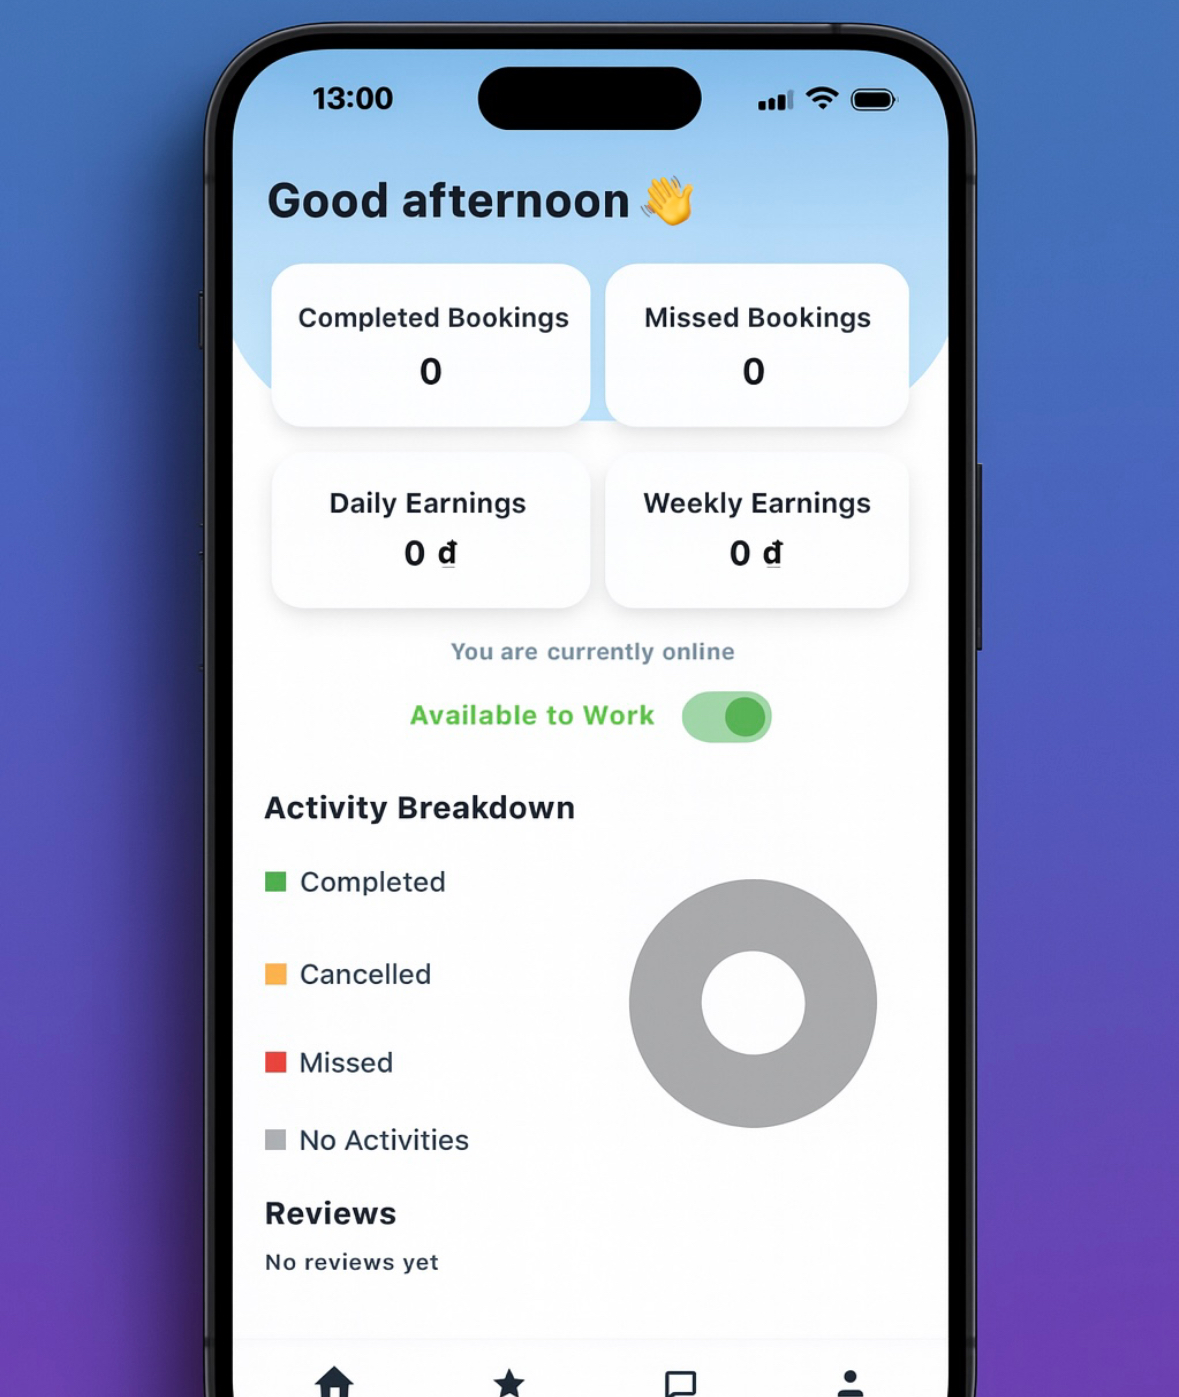 13:00
Good afternoon 👋
Completed Bookings
0
Missed Bookings
0
Daily Earnings
0 ₫
Weekly Earnings
0 ₫
You are currently online
Available to Work
Activity Breakdown
Completed
Cancelled
Missed
No Activities
Reviews
No reviews yet